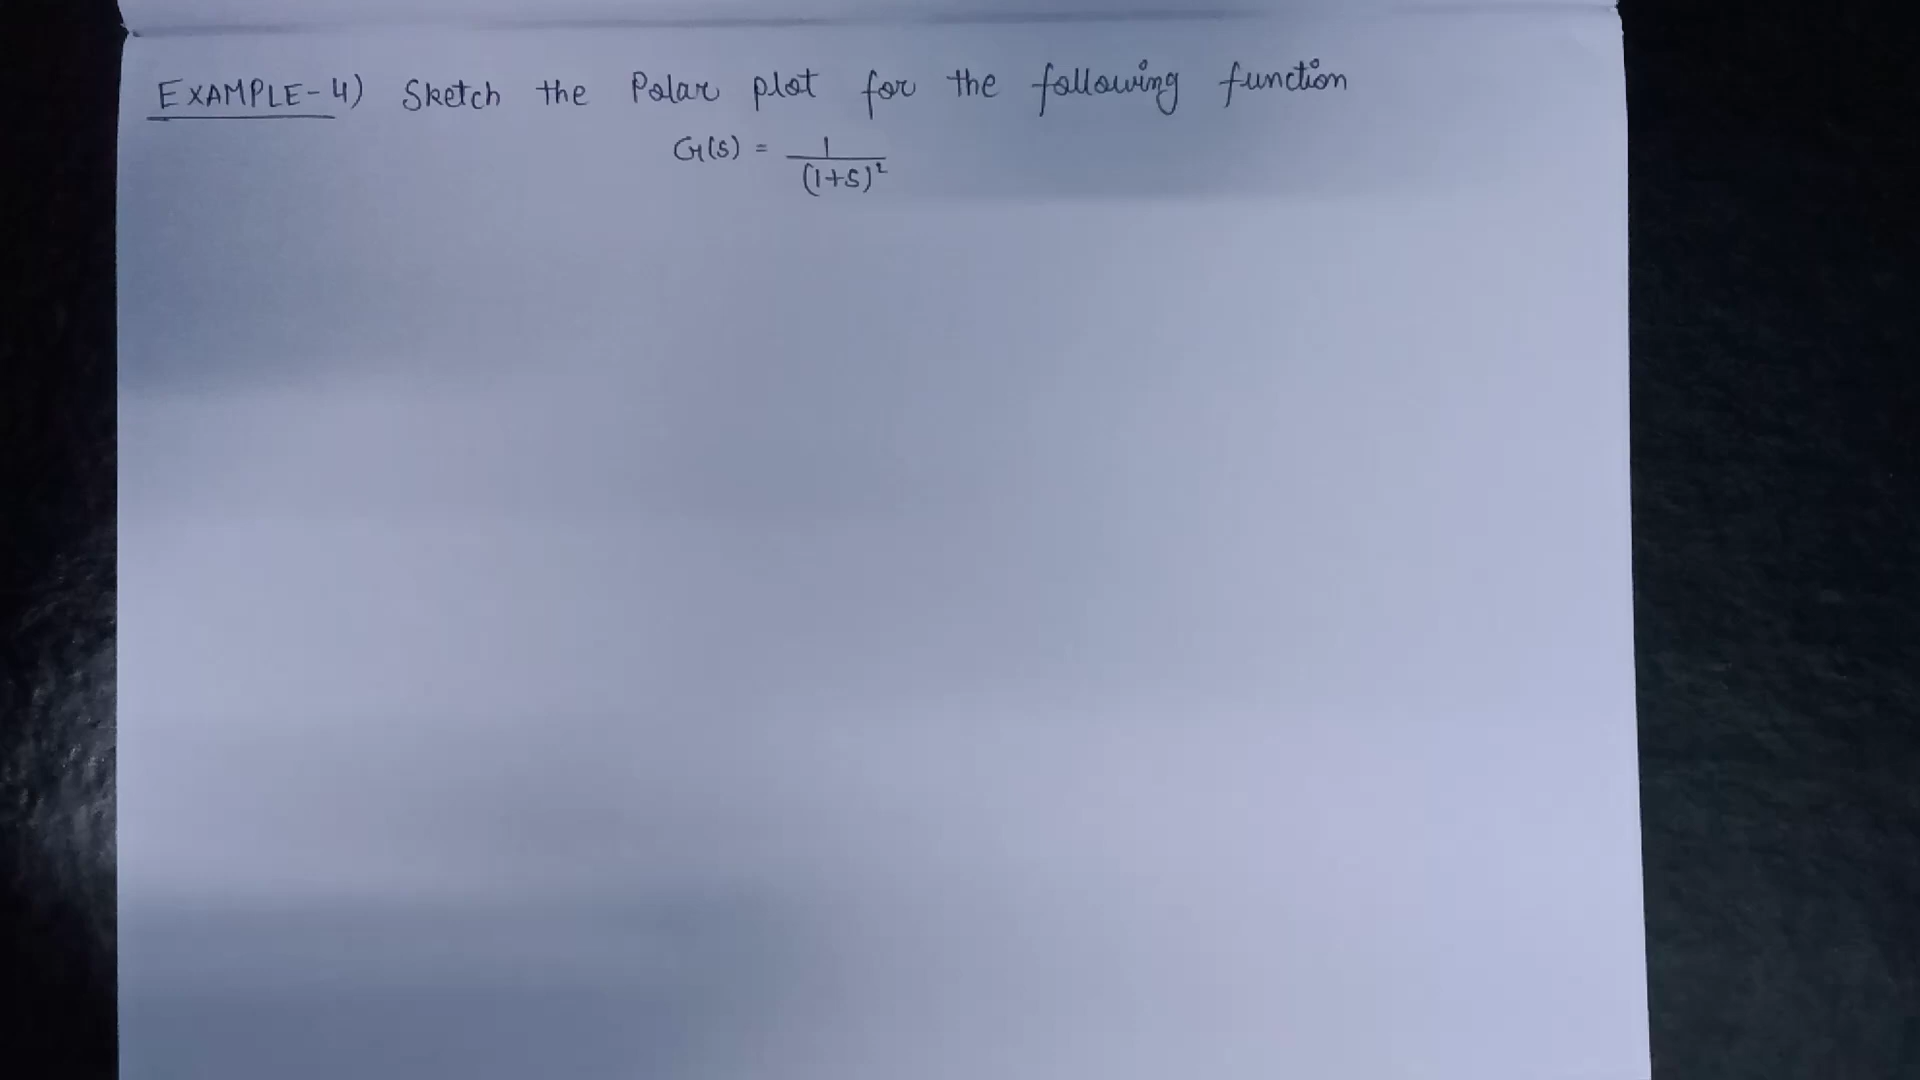 EXAMPLE-4) Sketch the Polar plot for the following function
G(s) = 1/(1+s)²